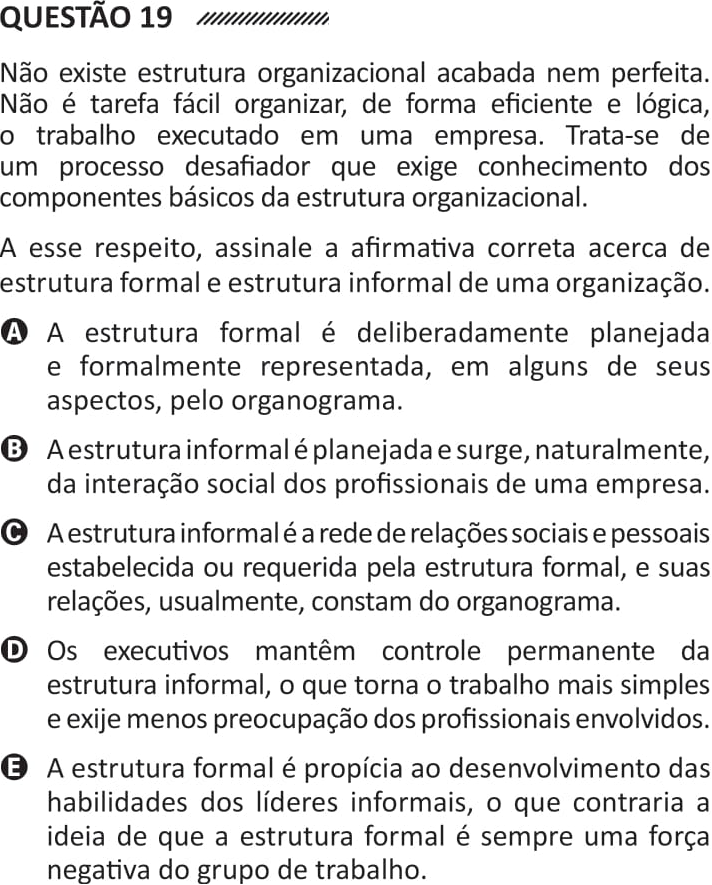 QUESTÃO 19
Não existe estrutura organizacional acabada nem perfeita.
Não é tarefa fácil organizar, de forma eficiente e lógica,
o trabalho executado em uma empresa. Trata-se de
um processo desafiador que exige conhecimento dos
componentes básicos da estrutura organizacional.
A esse respeito, assinale a afirmativa correta acerca de
estrutura formal e estrutura informal de uma organização.
A A estrutura formal é deliberadamente planejada
e formalmente representada, em alguns de seus
aspectos, pelo organograma.
B A estrutura informal é planejada e surge, naturalmente,
da interação social dos profissionais de uma empresa.
C A estrutura informal é a rede de relações sociais e pessoais
estabelecida ou requerida pela estrutura formal, e suas
relações, usualmente, constam do organograma.
D Os executivos mantêm controle permanente da
estrutura informal, o que torna o trabalho mais simples
e exije menos preocupação dos profissionais envolvidos.
E A estrutura formal é propícia ao desenvolvimento das
habilidades dos líderes informais, o que contraria a
ideia de que a estrutura formal é sempre uma força
negativa do grupo de trabalho.